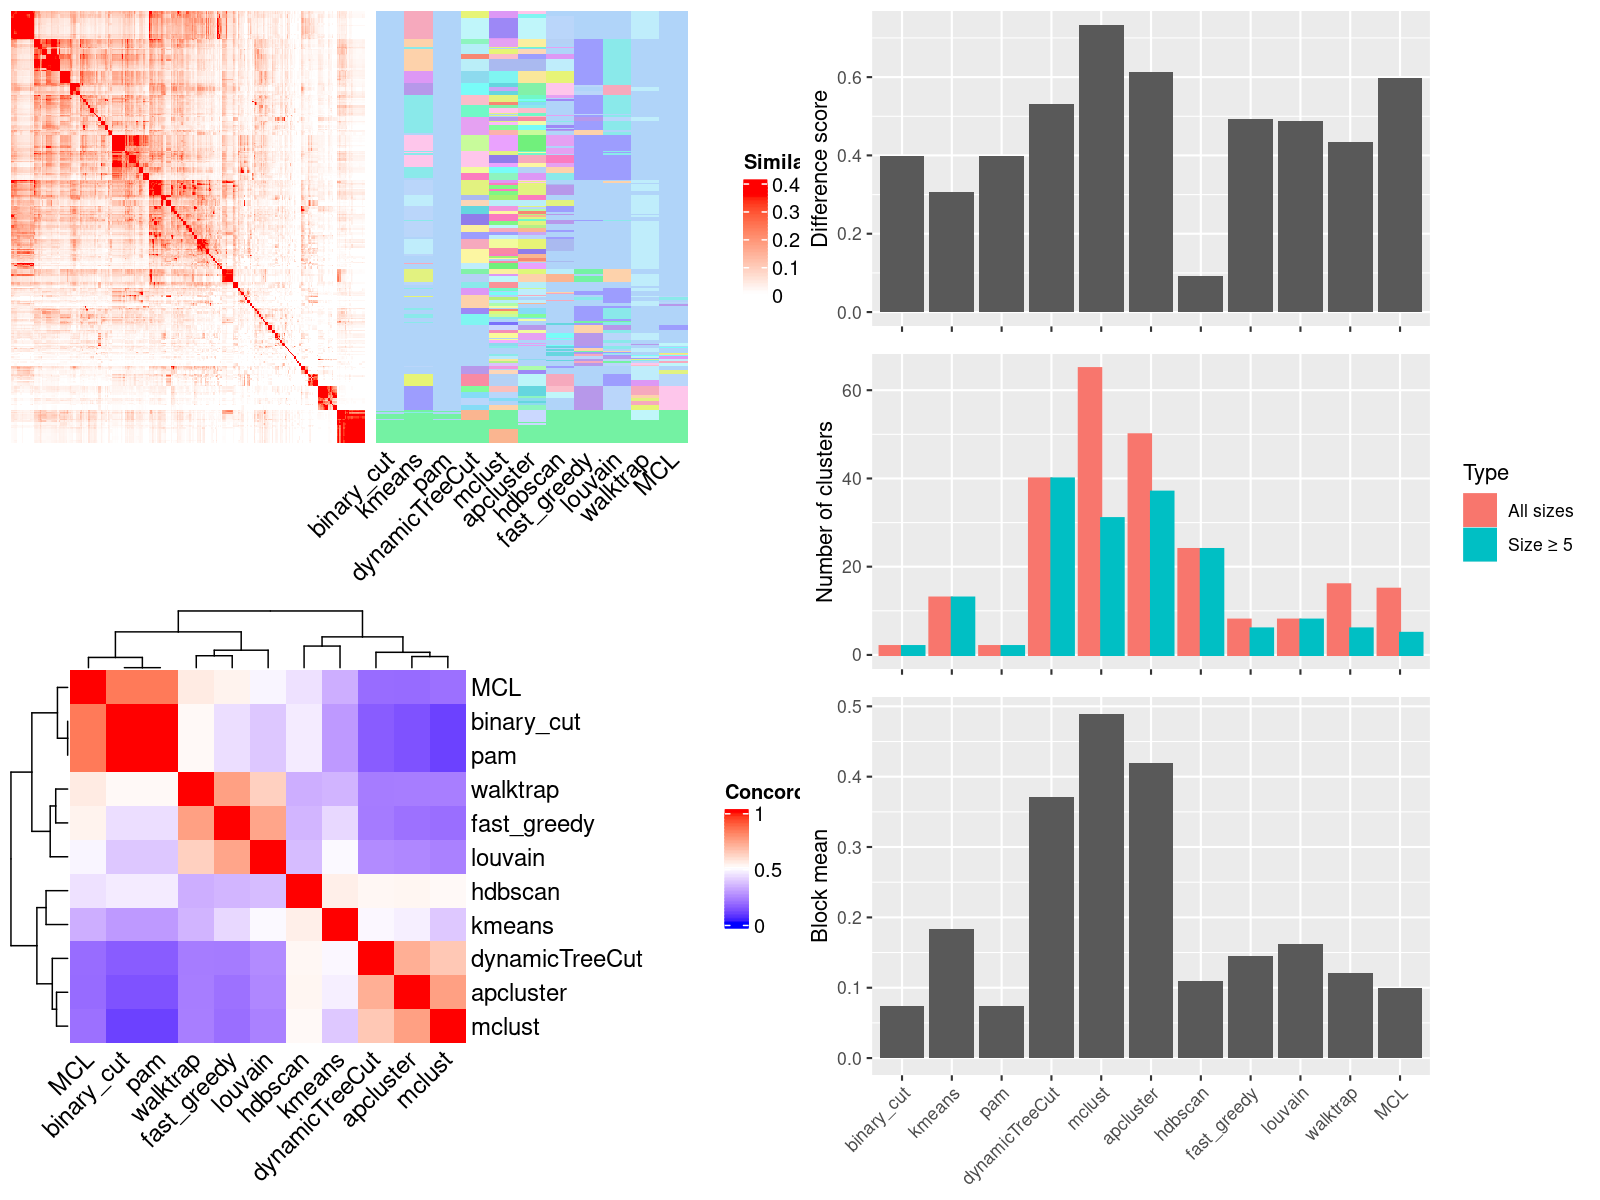 Simila
0.4
0.3
0.2
0.1
0
binary_cut
kmeans
pam
dynamicTreeCut
mclust
apcluster
hdbscan
fast_greedy
louvain
walktrap
MCL
MCL
binary_cut
pam
walktrap
fast_greedy
louvain
hdbscan
kmeans
dynamicTreeCut
apcluster
mclust
MCL
binary_cut
pam
walktrap
fast_greedy
louvain
hdbscan
kmeans
dynamicTreeCut
apcluster
mclust
Concord
1
0.5
0
Difference score
0.6
0.4
0.2
0.0
Number of clusters
60
40
20
0
Type
All sizes
Size ≥ 5
Block mean
0.5
0.4
0.3
0.2
0.1
0.0
binary_cut
kmeans
pam
dynamicTreeCut
mclust
apcluster
hdbscan
fast_greedy
louvain
walktrap
MCL